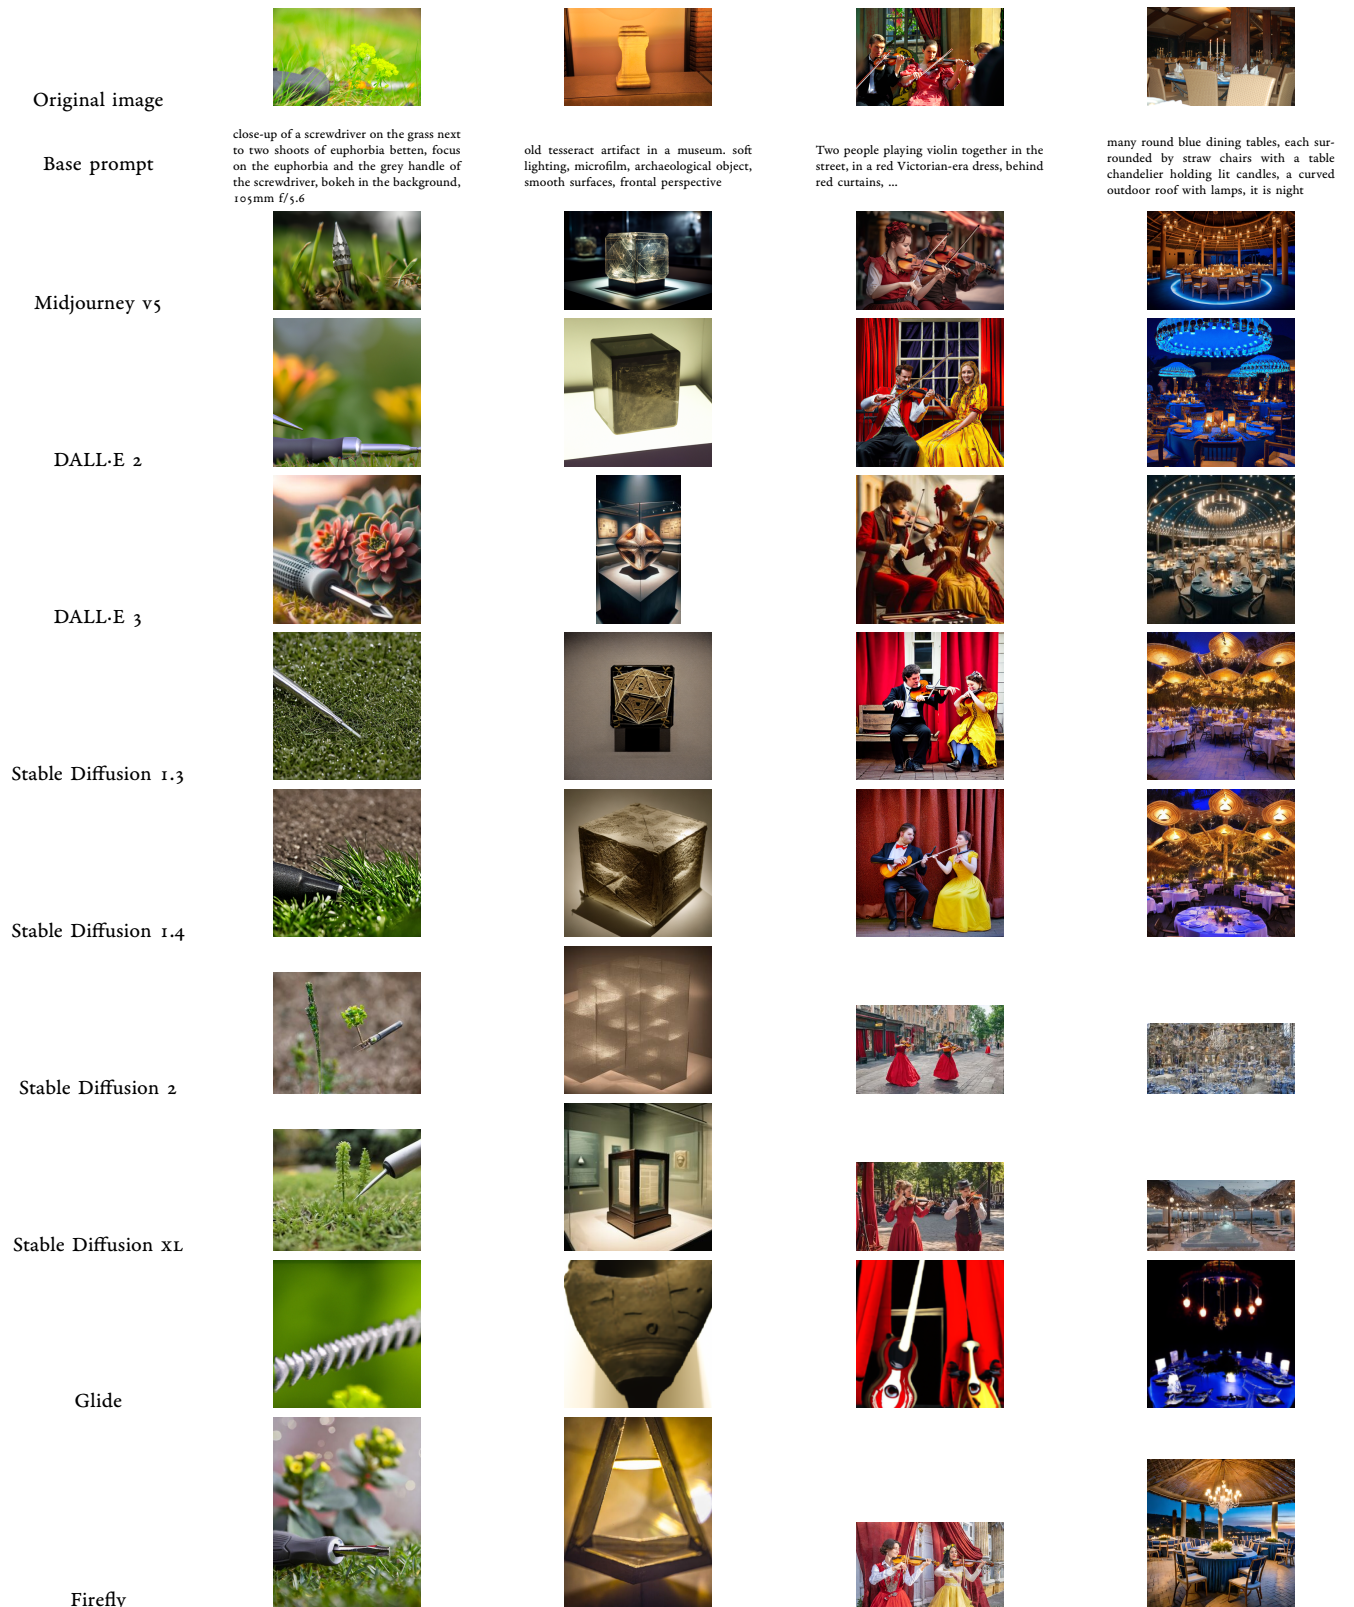 Original image
Base prompt
close-up of a screwdriver on the grass next
to two shoots of euphorbia betten, focus
on the euphorbia and the grey handle of
the screwdriver, bokeh in the background,
105mm f/5.6
old tesseract artifact in a museum. soft
lighting, microfilm, archaeological object,
smooth surfaces, frontal perspective
Two people playing violin together in the
street, in a red Victorian-era dress, behind
red curtains, ...
many round blue dining tables, each sur-
rounded by straw chairs with a table
chandelier holding lit candles, a curved
outdoor roof with lamps, it is night
Midjourney v5
DALL·E 2
DALL·E 3
Stable Diffusion 1.3
Stable Diffusion 1.4
Stable Diffusion 2
Stable Diffusion XL
Glide
Firefly